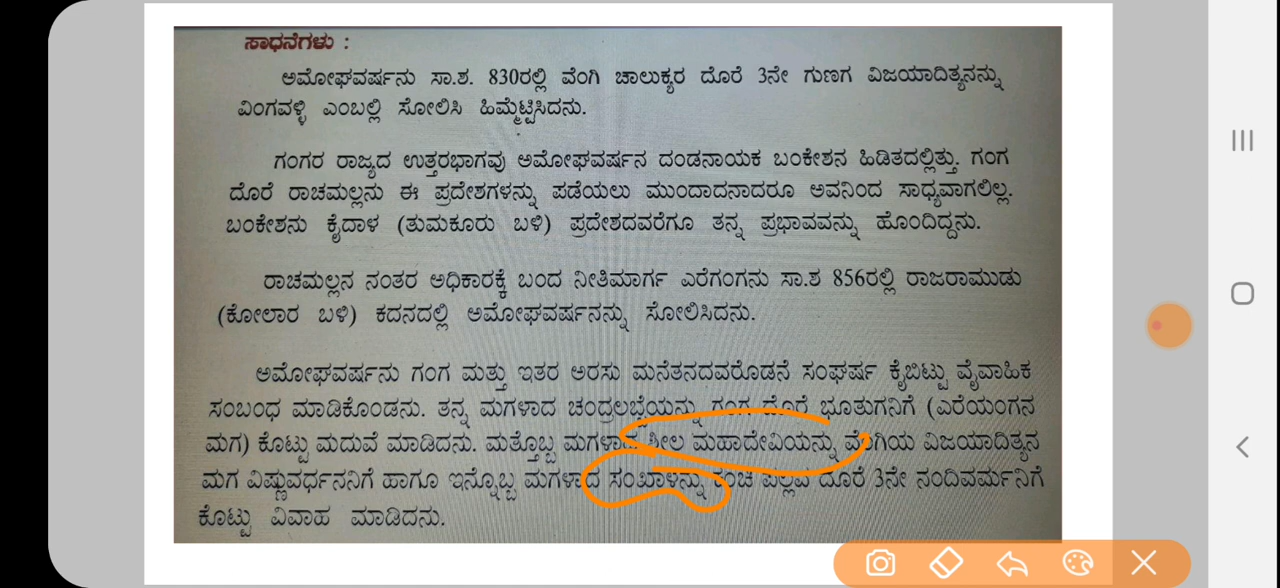 ಸಾಧನೆಗಳು :
ಅಮೋಘವರ್ಷನು ಸಾ.ಶ. 830ರಲ್ಲಿ ವೆಂಗಿ ಚಾಲುಕ್ಯರ ದೊರೆ 3ನೇ ಗುಣಗ ವಿಜಯಾದಿತ್ಯನನ್ನು
ವಿಂಗವಳ್ಳಿ ಎಂಬಲ್ಲಿ ಸೋಲಿಸಿ ಹಿಮ್ಮೆಟ್ಟಿಸಿದನು.
ಗಂಗರ ರಾಜ್ಯದ ಉತ್ತರಭಾಗವು ಅಮೋಘವರ್ಷನ ದಂಡನಾಯಕ ಬಂಕೇಶನ ಹಿಡಿತದಲ್ಲಿತ್ತು. ಗಂಗ
ದೊರೆ ರಾಚಮಲ್ಲನು ಈ ಪ್ರದೇಶಗಳನ್ನು ಪಡೆಯಲು ಮುಂದಾದನಾದರೂ ಅವನಿಂದ ಸಾಧ್ಯವಾಗಲಿಲ್ಲ.
ಬಂಕೇಶನು ಕೈದಾಳ (ತುಮಕೂರು ಬಳಿ) ಪ್ರದೇಶದವರೆಗೂ ತನ್ನ ಪ್ರಭಾವವನ್ನು ಹೊಂದಿದ್ದನು.
ರಾಚಮಲ್ಲನ ನಂತರ ಅಧಿಕಾರಕ್ಕೆ ಬಂದ ನೀತಿಮಾರ್ಗ ಎರೆಗಂಗನು ಸಾ.ಶ 856ರಲ್ಲಿ ರಾಜರಾಮುಡು
(ಕೋಲಾರ ಬಳಿ) ಕದನದಲ್ಲಿ ಅಮೋಘವರ್ಷನನ್ನು ಸೋಲಿಸಿದನು.
ಅಮೋಘವರ್ಷನು ಗಂಗ ಮತ್ತು ಇತರ ಅರಸು ಮನೆತನದವರೊಡನೆ ಸಂಘರ್ಷ ಕೈಬಿಟ್ಟು ವೈವಾಹಿಕ
ಸಂಬಂಧ ಮಾಡಿಕೊಂಡನು. ತನ್ನ ಮಗಳಾದ ಚಂದ್ರಲಬ್ಬೆಯನ್ನು ಗಂಗ ದೊರೆ ಭೂತುಗನಿಗೆ (ಎರೆಯಂಗನ
ಮಗ) ಕೊಟ್ಟು ಮದುವೆ ಮಾಡಿದನು. ಮತ್ತೊಬ್ಬ ಮಗಳಾದ ಶೀಲ ಮಹಾದೇವಿಯನ್ನು ವೆಂಗಿಯ ವಿಜಯಾದಿತ್ಯನ
ಮಗ ವಿಷ್ಣುವರ್ಧನನಿಗೆ ಹಾಗೂ ಇನ್ನೊಬ್ಬ ಮಗಳಾದ ಸಂಖಾಳನ್ನು ಕಂಚಿ ಪಲ್ಲವ ದೊರೆ 3ನೇ ನಂದಿವರ್ಮನಿಗೆ
ಕೊಟ್ಟು ವಿವಾಹ ಮಾಡಿದನು.